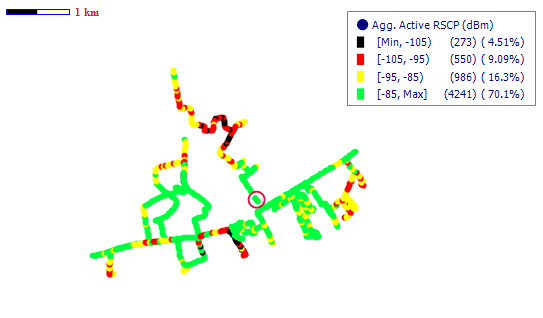 1 km
Agg. Active RSCP (dBm)
[Min, -105) (273) ( 4.51%)
[-105, -95) (550) ( 9.09%)
[-95, -85) (986) ( 16.3%)
[-85, Max] (4241) ( 70.1%)